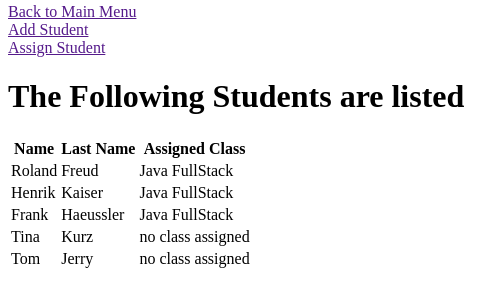 Back to Main Menu
Add Student
Assign Student
The Following Students are listed
Name Last Name Assigned Class
Roland Freud Java FullStack
Henrik Kaiser Java FullStack
Frank Haeussler Java FullStack
Tina Kurz no class assigned
Tom Jerry no class assigned